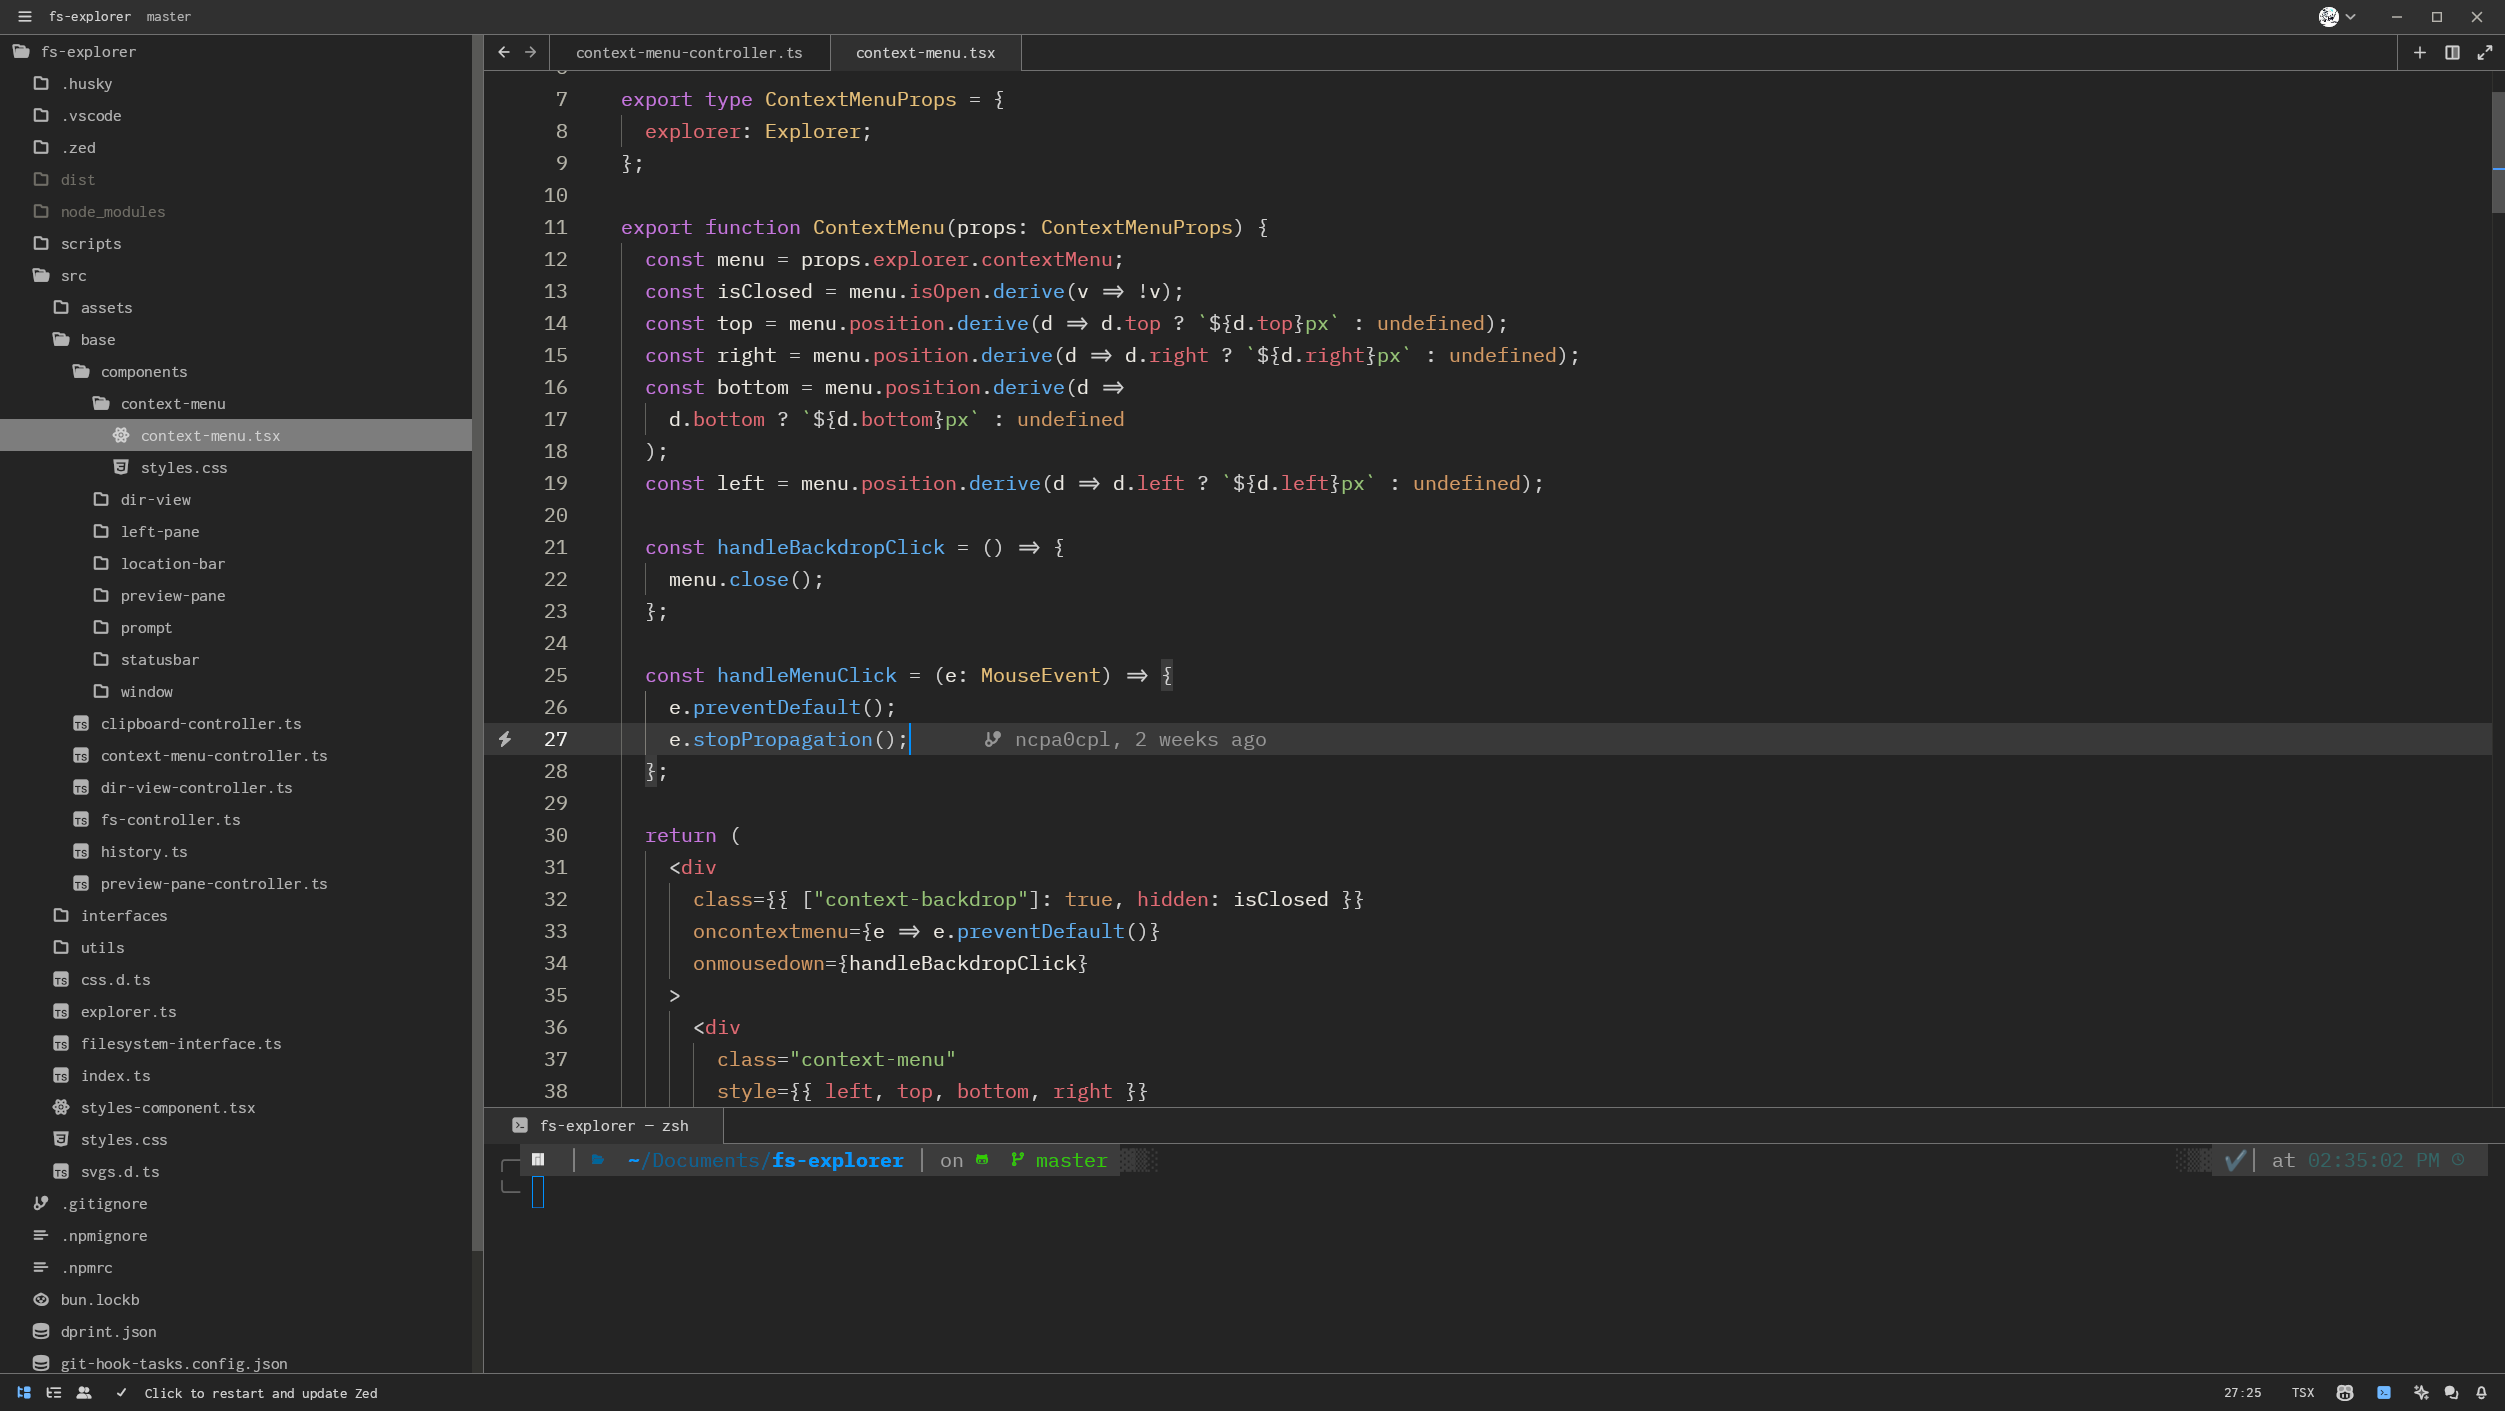 fs-explorer master
fs-explorer
.husky
.vscode
.zed
dist
node_modules
scripts
src
assets
base
components
context-menu
context-menu.tsx
styles.css
dir-view
left-pane
location-bar
preview-pane
prompt
statusbar
window
clipboard-controller.ts
context-menu-controller.ts
dir-view-controller.ts
fs-controller.ts
history.ts
preview-pane-controller.ts
interfaces
utils
css.d.ts
explorer.ts
filesystem-interface.ts
index.ts
styles-component.tsx
styles.css
svgs.d.ts
.gitignore
.npmignore
.npmrc
bun.lockb
dprint.json
git-hook-tasks.config.json
context-menu-controller.ts context-menu.tsx
7 export type ContextMenuProps = {
8 explorer: Explorer;
9 };
10
11 export function ContextMenu(props: ContextMenuProps) {
12 const menu = props.explorer.contextMenu;
13 const isClosed = menu.isOpen.derive(v => !v);
14 const top = menu.position.derive(d => d.top ? `${d.top}px` : undefined);
15 const right = menu.position.derive(d => d.right ? `${d.right}px` : undefined);
16 const bottom = menu.position.derive(d =>
17 d.bottom ? `${d.bottom}px` : undefined
18 );
19 const left = menu.position.derive(d => d.left ? `${d.left}px` : undefined);
20
21 const handleBackdropClick = () => {
22 menu.close();
23 };
24
25 const handleMenuClick = (e: MouseEvent) => {
26 e.preventDefault();
27 e.stopPropagation(); ncpa0cpl, 2 weeks ago
28 };
29
30 return (
31 <div
32 class={{ ["context-backdrop"]: true, hidden: isClosed }}
33 oncontextmenu={e => e.preventDefault()}
34 onmousedown={handleBackdropClick}
35 >
36 <div
37 class="context-menu"
38 style={{ left, top, bottom, right }}
fs-explorer — zsh
~/Documents/fs-explorer | on master ✔ | at 02:35:02 PM
Click to restart and update Zed 27:25 TSX